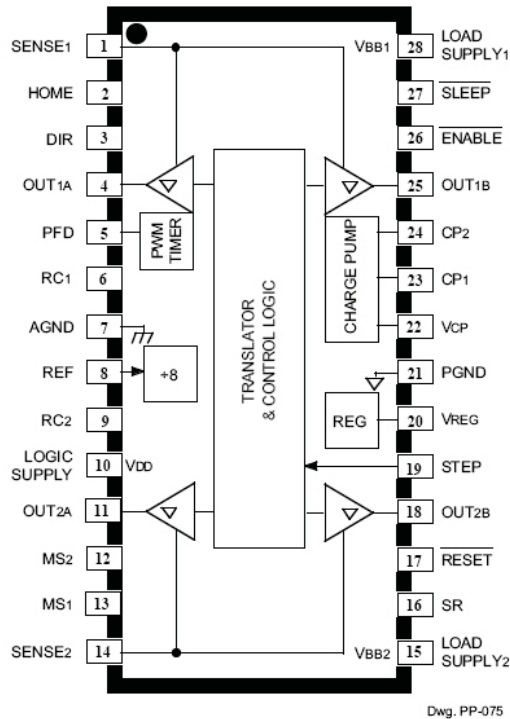 SENSE1 1 VBB1 28 LOAD SUPPLY1
HOME 2 27 SLEEP
DIR 3 26 ENABLE
OUT1A 4 25 OUT1B
PFD 5 PWM TIMER CHARGE PUMP 24 CP2
RC1 6 23 CP1
AGND 7 22 VCP
TRANSLATOR & CONTROL LOGIC
REF 8 ÷8 21 PGND
RC2 9 REG 20 VREG
LOGIC SUPPLY 10 VDD 19 STEP
OUT2A 11 18 OUT2B
MS2 12 17 RESET
MS1 13 16 SR
SENSE2 14 VBB2 15 LOAD SUPPLY2
Dwg. PP-075